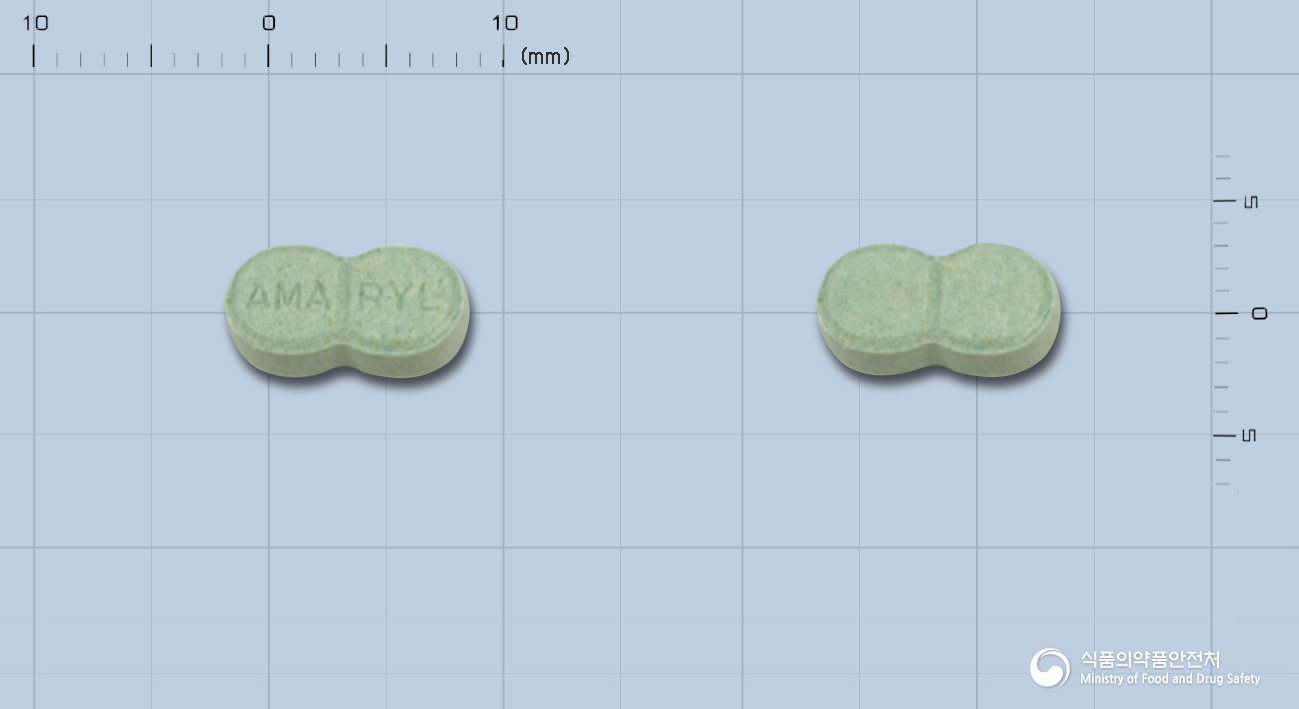 10 0 10
(mm)
AMA RYL
5
0
5
식품의약품안전처
Ministry of Food and Drug Safety